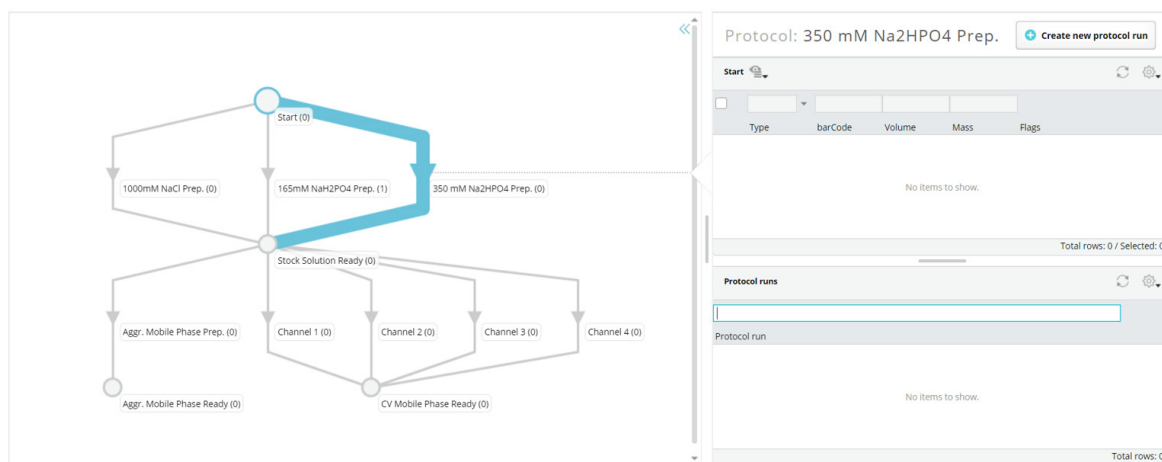 Start (0)
1000mM NaCl Prep. (0)
165mM NaH2PO4 Prep. (1)
350 mM Na2HPO4 Prep. (0)
Stock Solution Ready (0)
Aggr. Mobile Phase Prep. (0)
Channel 1 (0)
Channel 2 (0)
Channel 3 (0)
Channel 4 (0)
Aggr. Mobile Phase Ready (0)
CV Mobile Phase Ready (0)
Protocol: 350 mM Na2HPO4 Prep.
Create new protocol run
Start
Type barCode Volume Mass Flags
No items to show.
Total rows: 0 / Selected: 0
Protocol runs
Protocol run
No items to show.
Total rows: 0